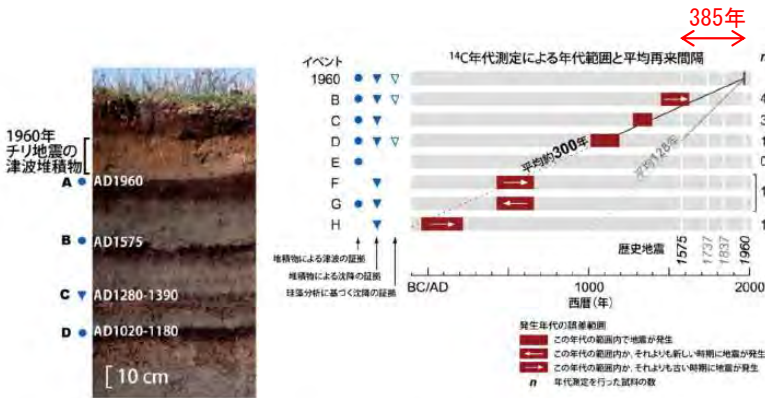 385年
イベント
¹⁴C年代測定による年代範囲と平均再来間隔
n
1960
B
4
C
3
D
1
E
0
F
G
1
H
1
平均約300年
平均128年
1960年
チリ地震の
津波堆積物
A
AD1960
B
AD1575
C
AD1280-1390
D
AD1020-1180
10 cm
堆積物による津波の証拠
堆積物による沈降の証拠
珪藻分析に基づく沈降の証拠
歴史地震
1575
1737
1837
1960
BC/AD
1000
2000
西暦（年）
発生年代の誤差範囲
この年代の範囲内で地震が発生
この年代の範囲内か、それよりも新しい時期に地震が発生
この年代の範囲内か、それよりも古い時期に地震が発生
n 年代測定を行った試料の数